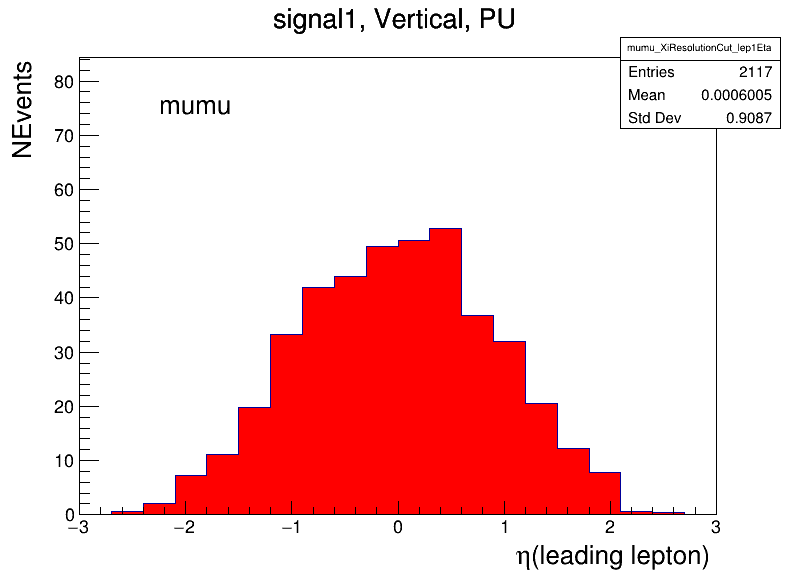 signal1, Vertical, PU
mumu_XiResolutionCut_lep1Eta
Entries 2117
Mean 0.0006005
Std Dev 0.9087
NEvents
mumu
80
70
60
50
40
30
20
10
0
−3 −2 −1 0 1 2 3
η(leading lepton)